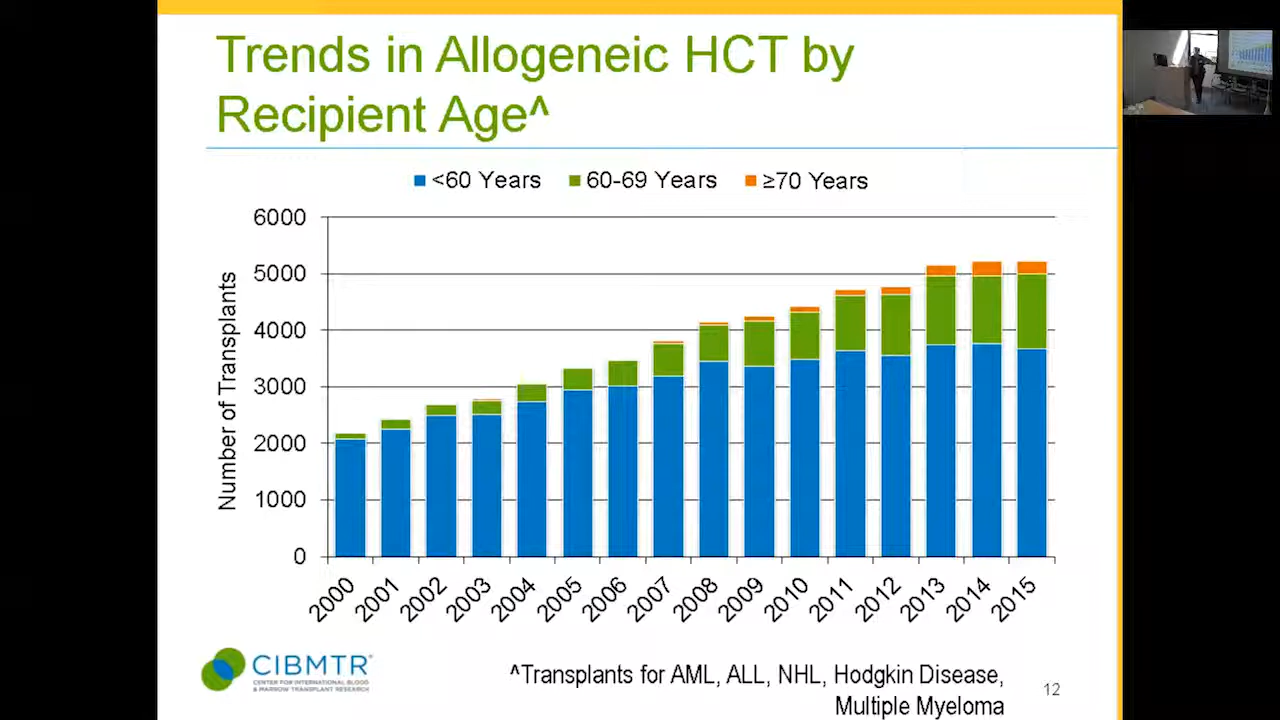 Trends in Allogeneic HCT by
Recipient Age^
<60 Years 60-69 Years ≥70 Years
Number of Transplants
6000
5000
4000
3000
2000
1000
0
2000 2001 2002 2003 2004 2005 2006 2007 2008 2009 2010 2011 2012 2013 2014 2015
CIBMTR®
CENTER FOR INTERNATIONAL BLOOD
& MARROW TRANSPLANT RESEARCH
^Transplants for AML, ALL, NHL, Hodgkin Disease,
Multiple Myeloma
12